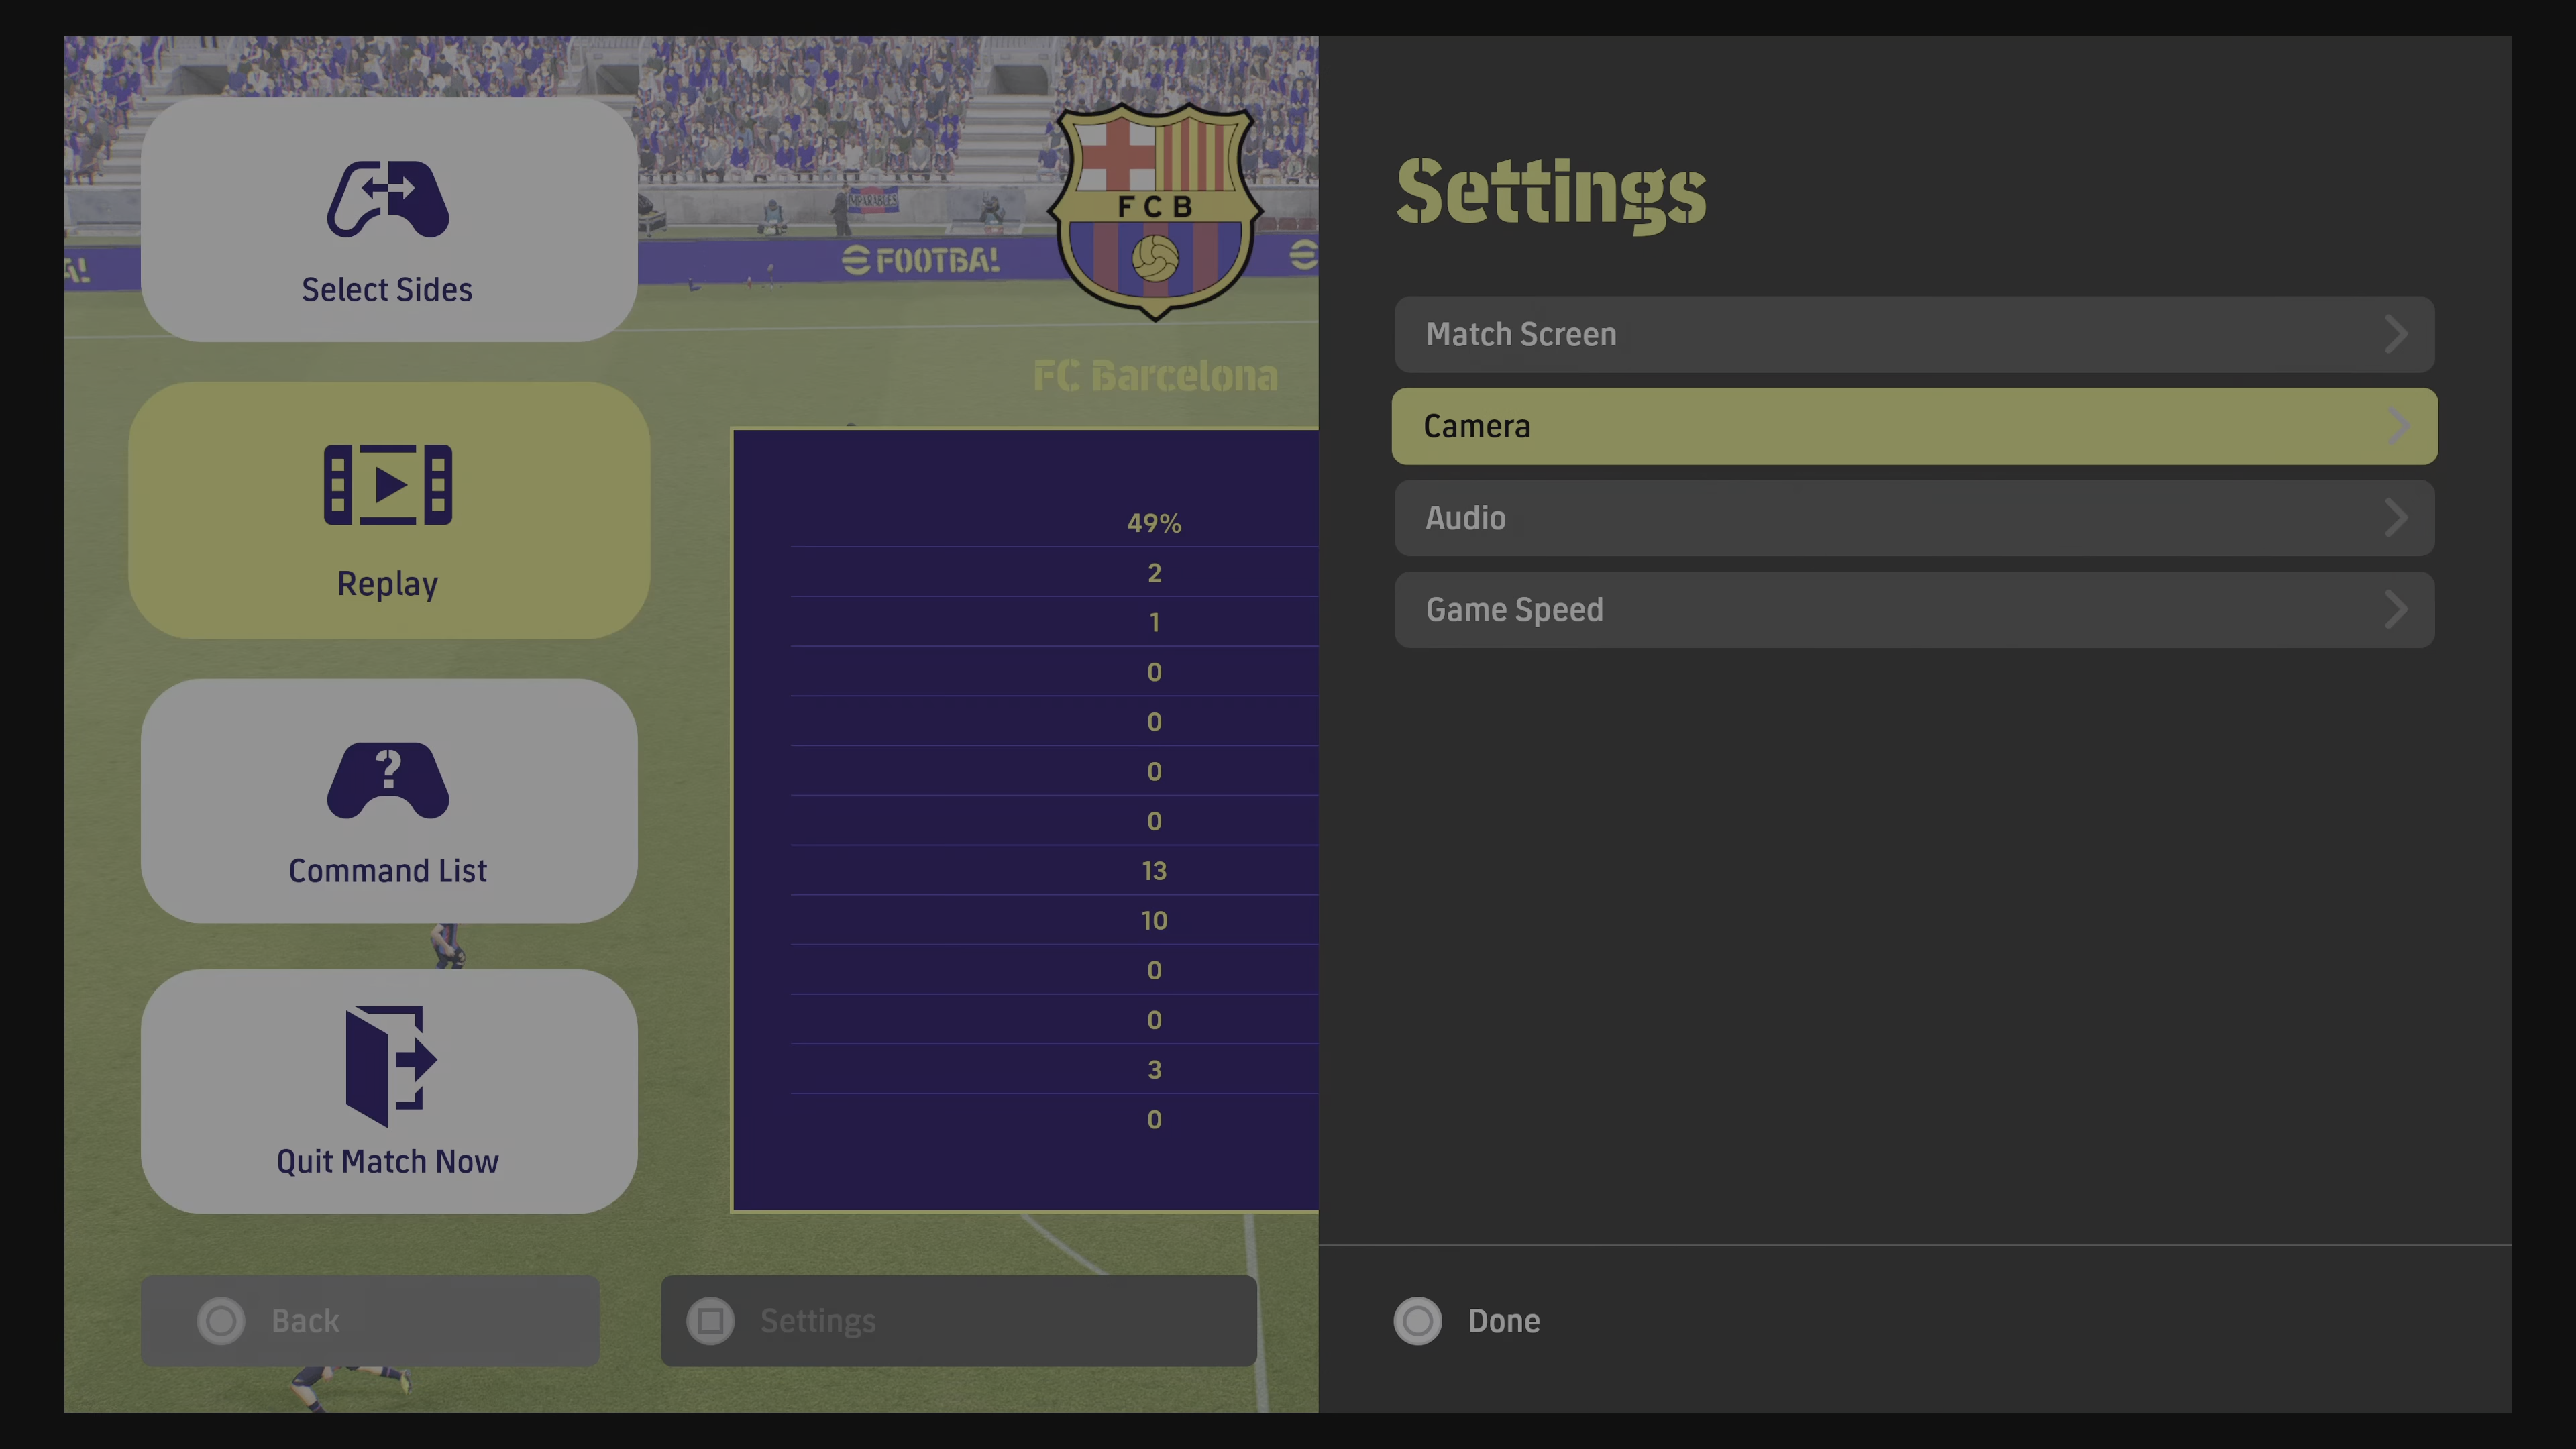 Select Sides
Replay
Command List
Quit Match Now
Back
Settings
MPARABLES
A!
FOOTBA!
FCB
FC Barcelona
49%
2
1
0
0
0
0
13
10
0
0
3
0
Settings
Match Screen
Camera
Audio
Game Speed
Done